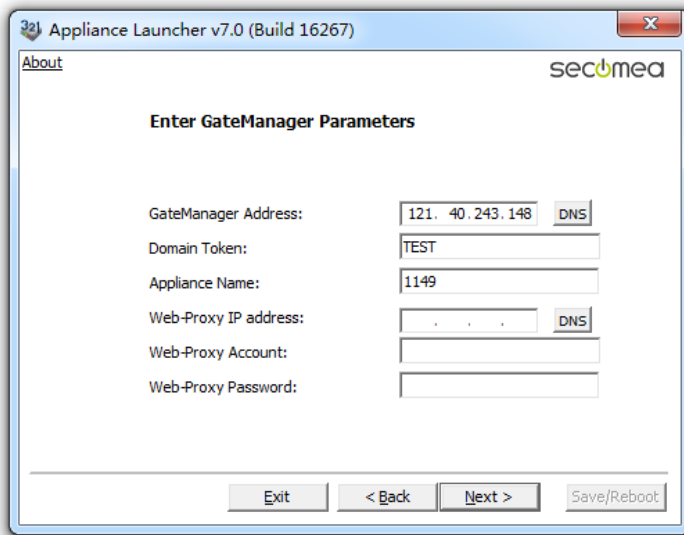 Appliance Launcher v7.0 (Build 16267)
About
secomea
Enter GateManager Parameters
GateManager Address: 121. 40.243.148 DNS
Domain Token: TEST
Appliance Name: 1149
Web-Proxy IP address: . . . DNS
Web-Proxy Account:
Web-Proxy Password:
Exit < Back Next > Save/Reboot